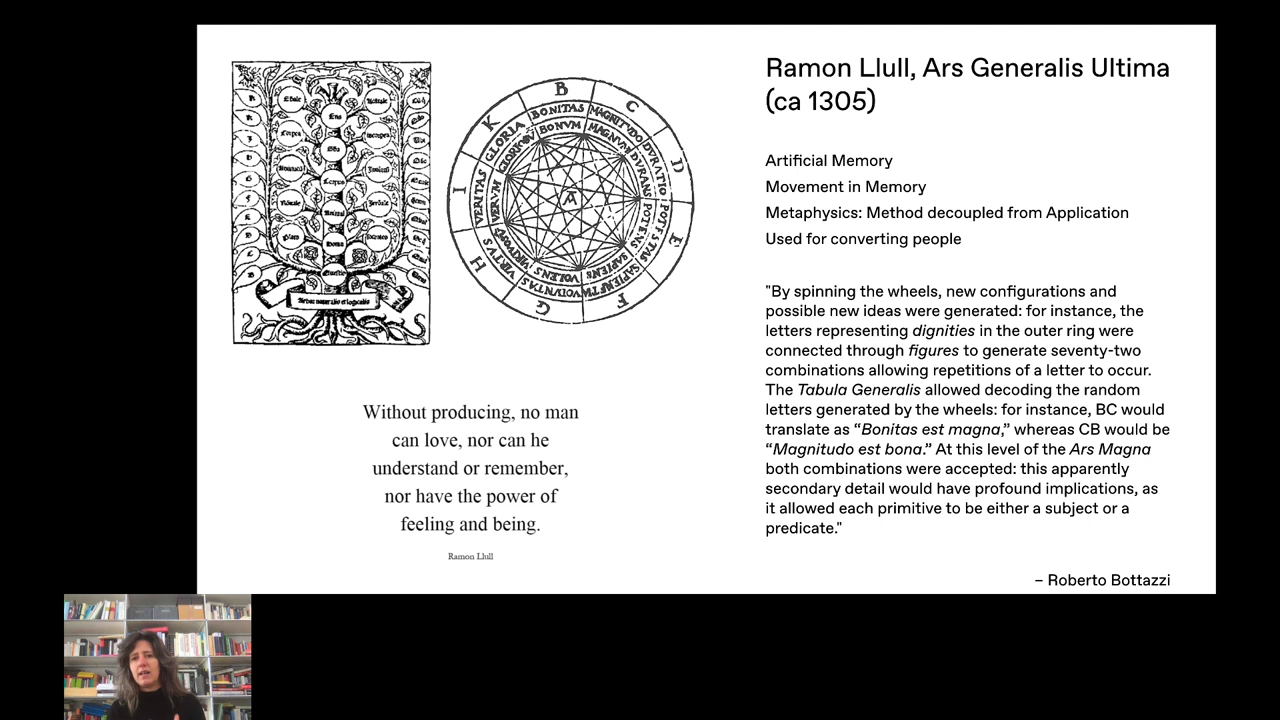 Ramon Llull, Ars Generalis Ultima
(ca 1305)
Artificial Memory
Movement in Memory
Metaphysics: Method decoupled from Application
Used for converting people
"By spinning the wheels, new configurations and
possible new ideas were generated: for instance, the
letters representing dignities in the outer ring were
connected through figures to generate seventy-two
combinations allowing repetitions of a letter to occur.
The Tabula Generalis allowed decoding the random
letters generated by the wheels: for instance, BC would
translate as “Bonitas est magna,” whereas CB would be
“Magnitudo est bona.” At this level of the Ars Magna
both combinations were accepted: this apparently
secondary detail would have profound implications, as
it allowed each primitive to be either a subject or a
predicate."
– Roberto Bottazzi
B C D E F G H I K
BONITAS MAGNITUDO DURATIO POTESTAS SAPIENTIA VOLUNTAS VIRTUS VERITAS GLORIA
BONUM MAGNUM DURANS POTENS SAPIENS VOLENS VERUM
A
Without producing, no man
can love, nor can he
understand or remember,
nor have the power of
feeling and being.
Ramon Llull